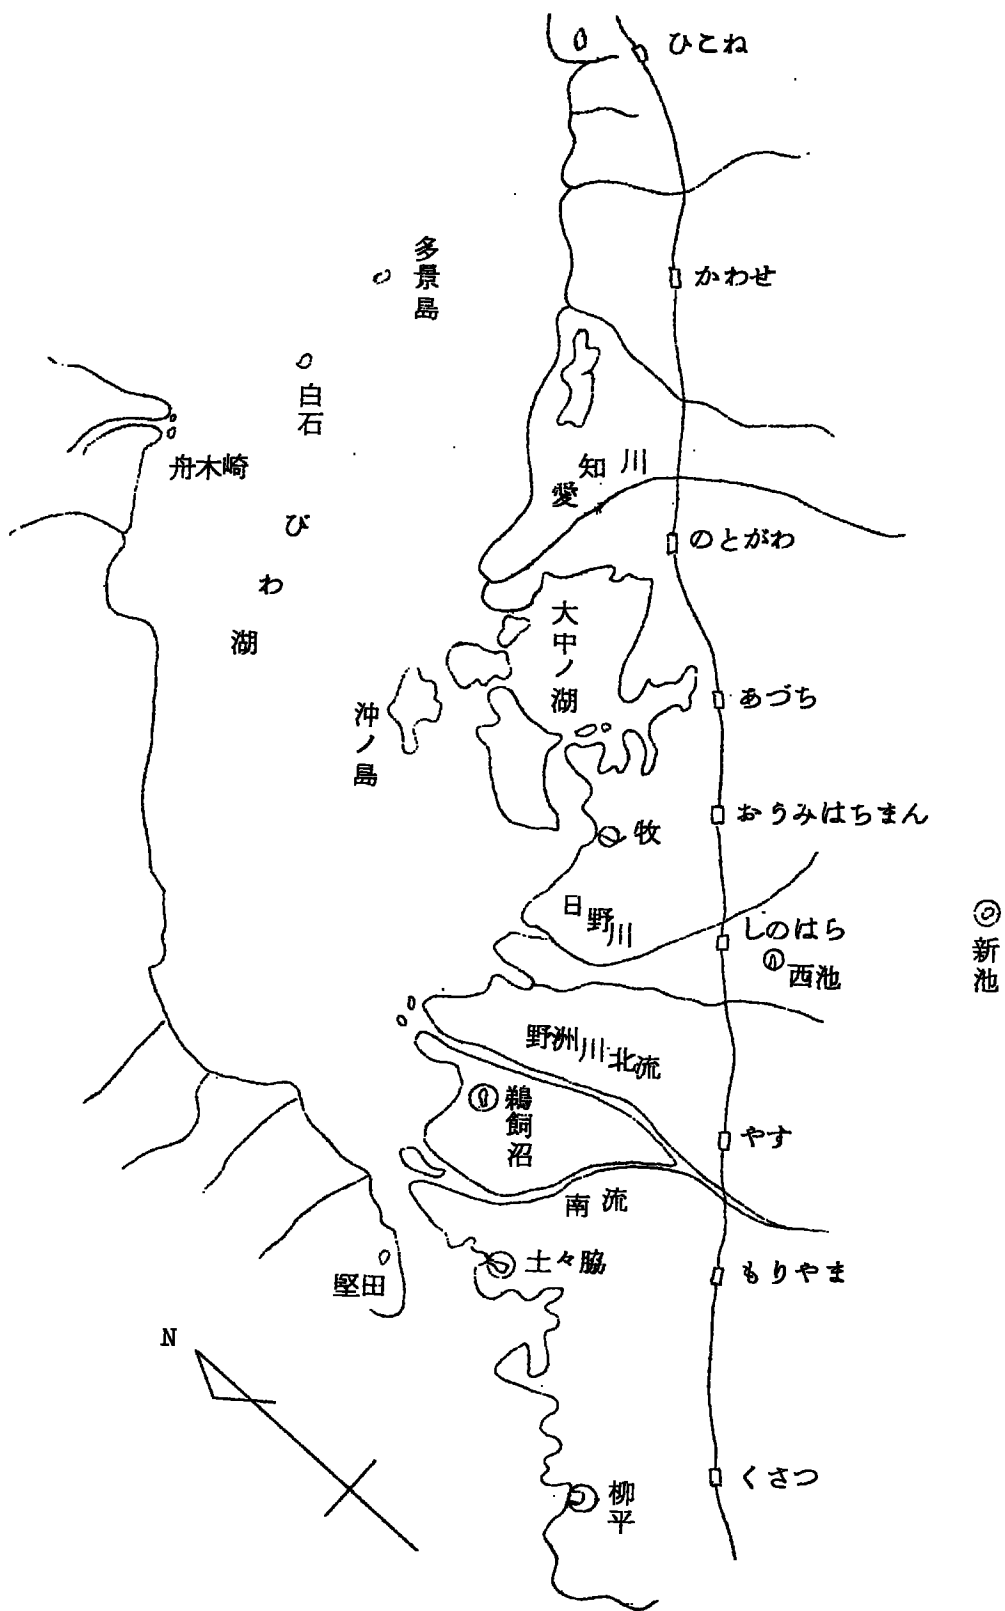 ひこね
多景島
かわせ
白石
舟木崎
愛知川
びわ湖
のとがわ
大中ノ湖
沖ノ島
あづち
おうみはちまん
牧
日野川
しのはら
西池
新池
野洲川北流
鵜飼沼
やす
南流
土々脇
もりやま
堅田
N
くさつ
柳平